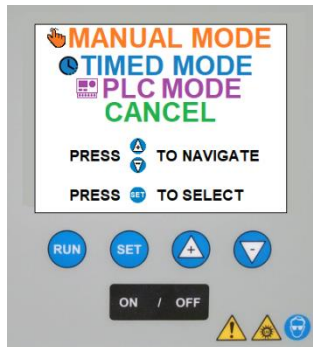 MANUAL MODE
TIMED MODE
PLC MODE
CANCEL
PRESS + - TO NAVIGATE
PRESS SET TO SELECT
RUN SET + -
ON / OFF